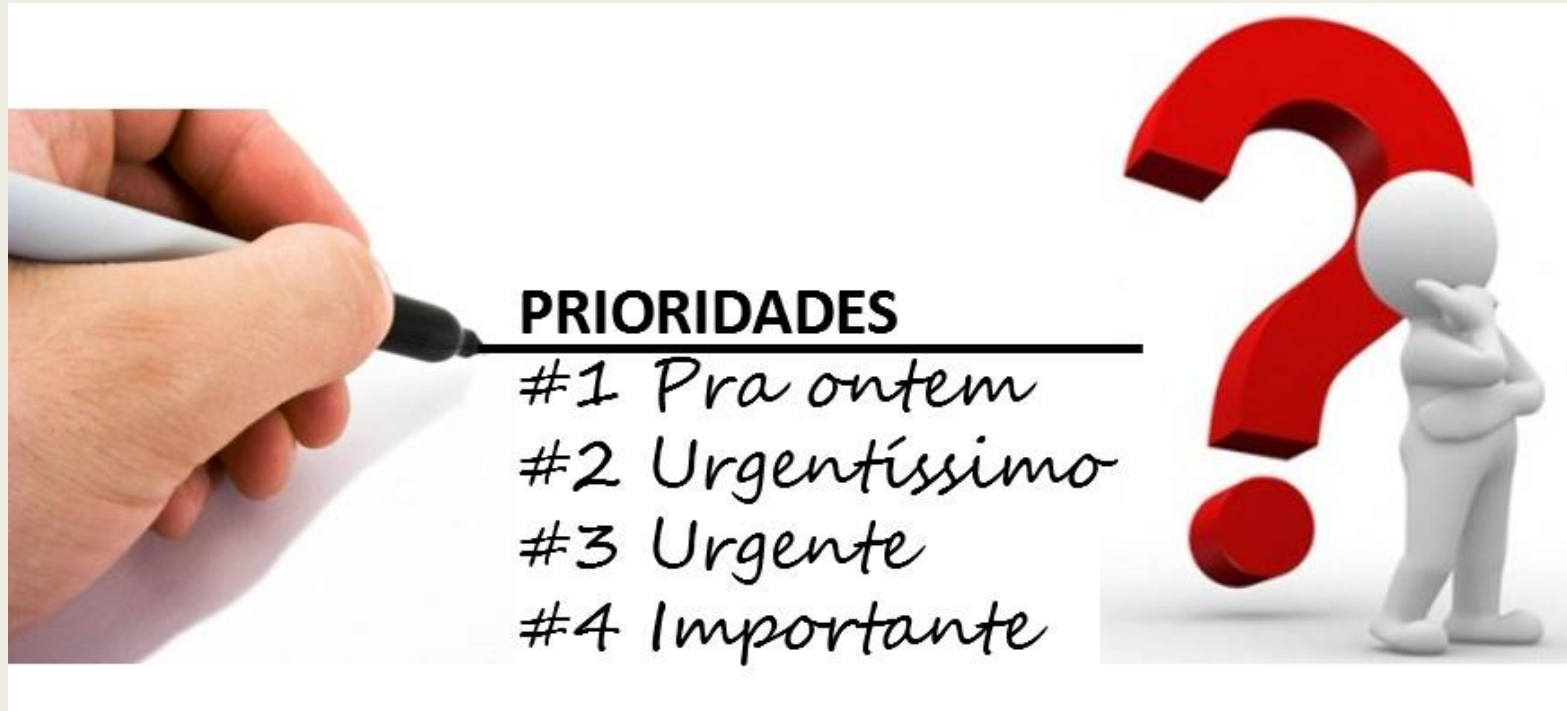 PRIORIDADES
#1 Pra ontem
#2 Urgentíssimo
#3 Urgente
#4 Importante